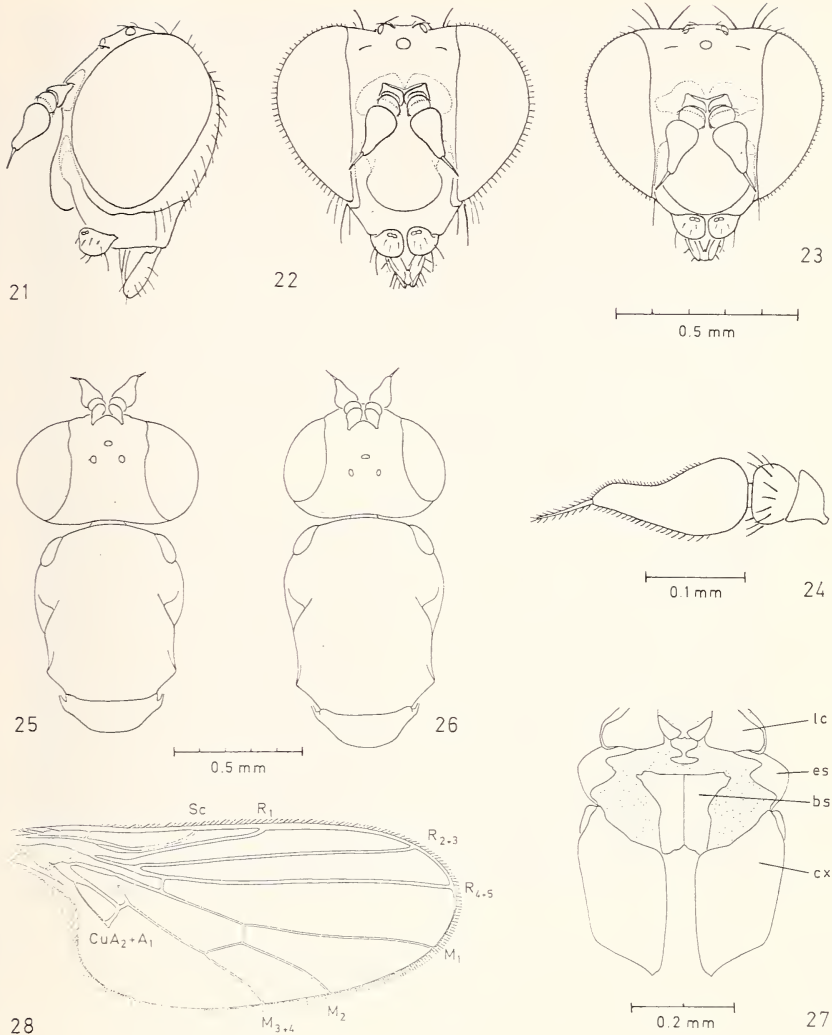 21
22
23
0.5 mm
24
0.1 mm
25
26
0.5 mm
lc
es
bs
cx
27
0.2 mm
Sc
R₁
R₂₊₃
R₄₊₅
M₁
M₂
M₃₊₄
CuA₂+A₁
28